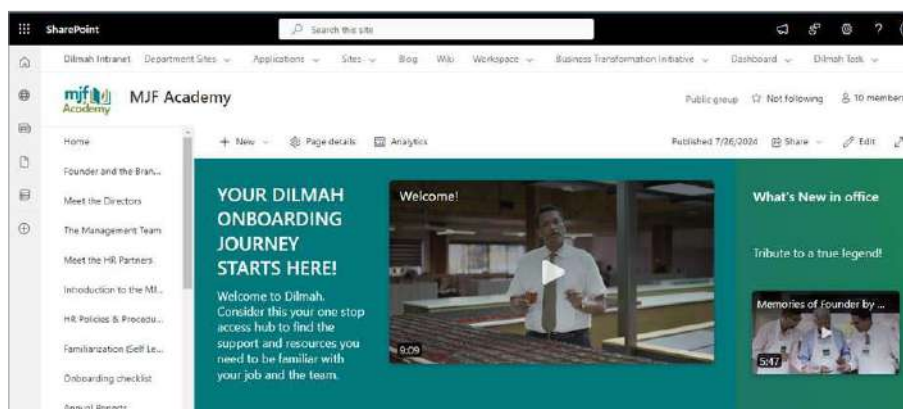 SharePoint
Search this site
?
Dilmah Intranet Department Sites Applications Sites Blog Wiki Workspace Business Transformation Initiative Dashboard Dilmah Task
mjf
Academy
MJF Academy
Public group Not following 10 members
Home
Founder and the Bran...
Meet the Directors
The Management Team
Meet the HR Partners
Introduction to the MJ...
HR Policies & Procedu...
Familiarization (Self Le...
Onboarding checklist
Annual Reports
+ New Page details Analytics
Published 7/26/2024 Share Edit
YOUR DILMAH
ONBOARDING
JOURNEY
STARTS HERE!
Welcome to Dilmah.
Consider this your one stop
access hub to find the
support and resources you
need to be familiar with
your job and the team.
Welcome!
9:09
What's New in office
Tribute to a true legend!
Memories of Founder by ...
5:47